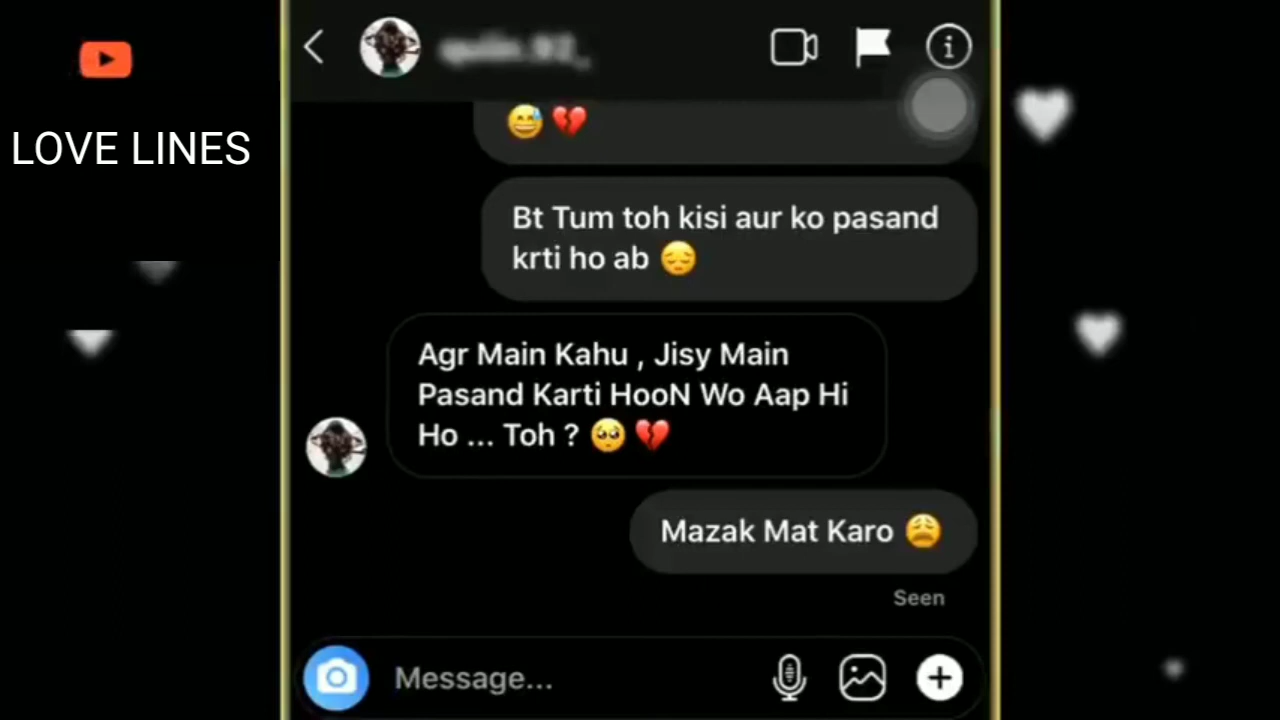 LOVE LINES
😅 💔
Bt Tum toh kisi aur ko pasand
krti ho ab 😔
Agr Main Kahu , Jisy Main
Pasand Karti HooN Wo Aap Hi
Ho ... Toh ? 🥺 💔
Mazak Mat Karo 😩
Seen
Message...